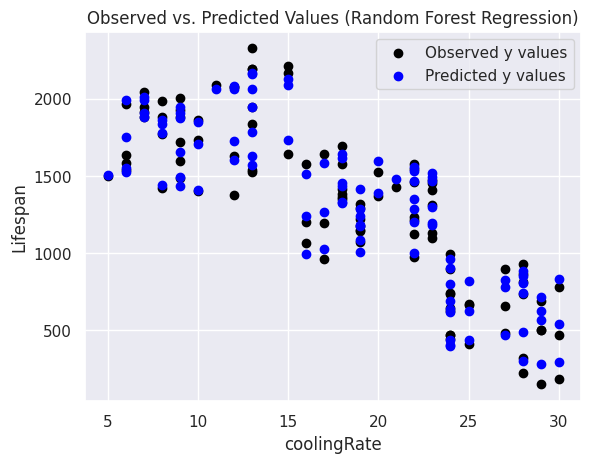 Observed vs. Predicted Values (Random Forest Regression)
Observed y values
Predicted y values
Lifespan
2000
1500
1000
500
5 10 15 20 25 30
coolingRate